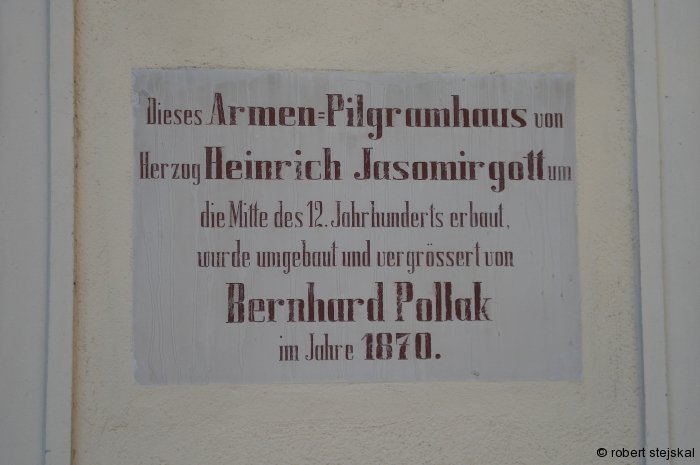 Dieses Armen=Pilgramhaus von
Herzog Heinrich Jasomirgott um
die Mitte des 12. Jahrhunderts erbaut,
wurde umgebaut und vergrössert von
Bernhard Pollak
im Jahre 1870.
© robert stejskal